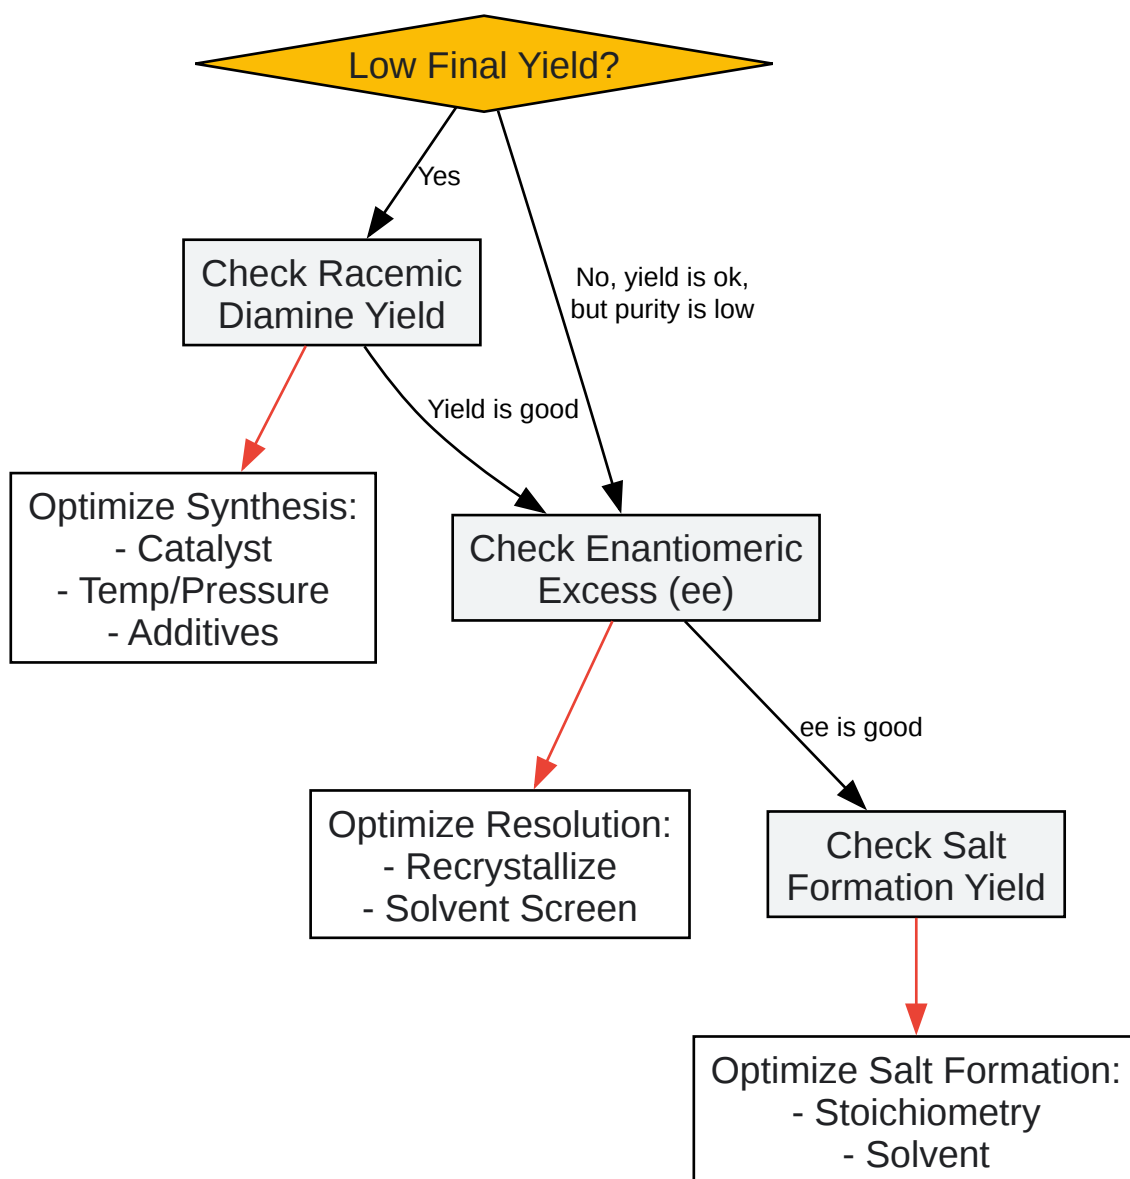 Low Final Yield?
Yes
No, yield is ok,
but purity is low
Check Racemic
Diamine Yield
Yield is good
Optimize Synthesis:
- Catalyst
- Temp/Pressure
- Additives
Check Enantiomeric
Excess (ee)
ee is good
Optimize Resolution:
- Recrystallize
- Solvent Screen
Check Salt
Formation Yield
Optimize Salt Formation:
- Stoichiometry
- Solvent